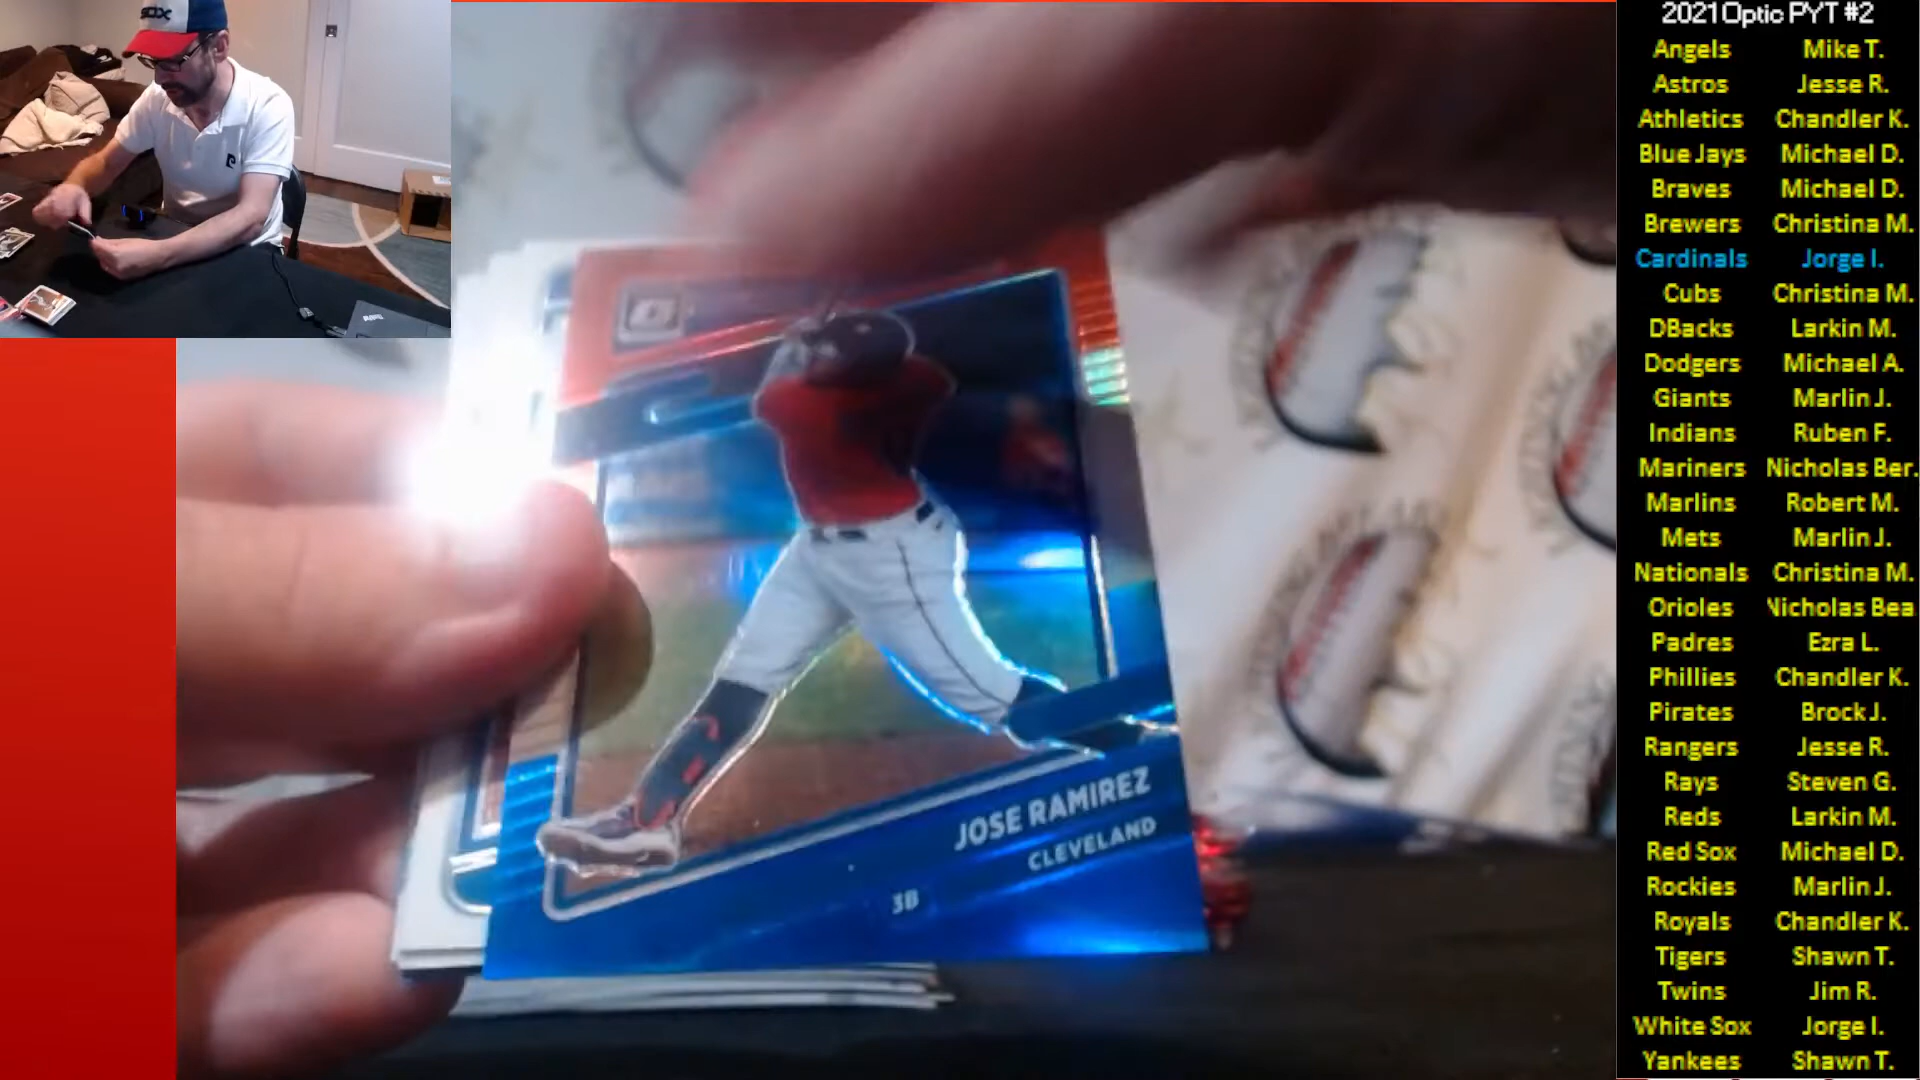 SOX
2021 Optic PYT #2
Angels Mike T.
Astros Jesse R.
Athletics Chandler K.
Blue Jays Michael D.
Braves Michael D.
Brewers Christina M.
Cardinals Jorge I.
Cubs Christina M.
DBacks Larkin M.
Dodgers Michael A.
Giants Marlin J.
Indians Ruben F.
Mariners Nicholas Ber.
Marlins Robert M.
Mets Marlin J.
Nationals Christina M.
Orioles Nicholas Bea
Padres Ezra L.
Phillies Chandler K.
Pirates Brock J.
Rangers Jesse R.
Rays Steven G.
Reds Larkin M.
Red Sox Michael D.
Rockies Marlin J.
Royals Chandler K.
Tigers Shawn T.
Twins Jim R.
White Sox Jorge I.
Yankees Shawn T.
JOSE RAMIREZ
CLEVELAND
3B